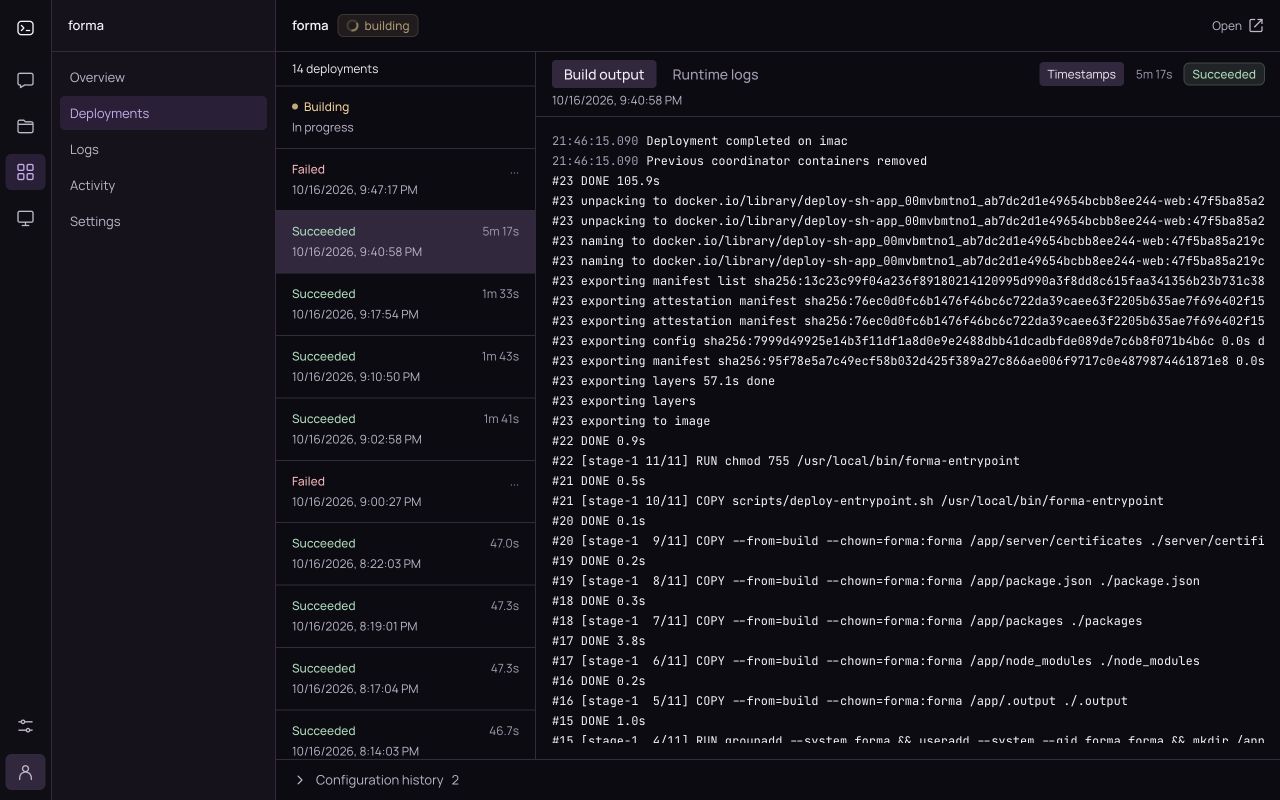 forma
Overview
Deployments
Logs
Activity
Settings
forma
building
Open
14 deployments
Building
In progress
Failed
...
10/16/2026, 9:47:17 PM
Succeeded
5m 17s
10/16/2026, 9:40:58 PM
Succeeded
1m 33s
10/16/2026, 9:17:54 PM
Succeeded
1m 43s
10/16/2026, 9:10:50 PM
Succeeded
1m 41s
10/16/2026, 9:02:58 PM
Failed
...
10/16/2026, 9:00:27 PM
Succeeded
47.0s
10/16/2026, 8:22:03 PM
Succeeded
47.3s
10/16/2026, 8:19:01 PM
Succeeded
47.3s
10/16/2026, 8:17:04 PM
Succeeded
46.7s
10/16/2026, 8:14:03 PM
Build output
Runtime logs
Timestamps
5m 17s
Succeeded
10/16/2026, 9:40:58 PM
21:46:15.090 Deployment completed on imac
21:46:15.090 Previous coordinator containers removed
#23 DONE 105.9s
#23 unpacking to docker.io/library/deploy-sh-app_00mvbmtno1_ab7dc2d1e49654bcbb8ee244-web:47f5ba85a2
#23 unpacking to docker.io/library/deploy-sh-app_00mvbmtno1_ab7dc2d1e49654bcbb8ee244-web:47f5ba85a2
#23 naming to docker.io/library/deploy-sh-app_00mvbmtno1_ab7dc2d1e49654bcbb8ee244-web:47f5ba85a219c
#23 naming to docker.io/library/deploy-sh-app_00mvbmtno1_ab7dc2d1e49654bcbb8ee244-web:47f5ba85a219c
#23 exporting manifest list sha256:13c23c99f04a236f89180214120995d990a3f8dd8c615faa341356b23b731c38
#23 exporting attestation manifest sha256:76ec0d0fc6b1476f46bc6c722da39caee63f2205b635ae7f696402f15
#23 exporting attestation manifest sha256:76ec0d0fc6b1476f46bc6c722da39caee63f2205b635ae7f696402f15
#23 exporting config sha256:7999d49925e14b3f11df1a8d0e9e2488dbb41dcadbfde089de7c6b8f071b4b6c 0.0s d
#23 exporting manifest sha256:95f78e5a7c49ecf58b032d425f389a27c866ae006f9717c0e4879874461871e8 0.0s
#23 exporting layers 57.1s done
#23 exporting layers
#23 exporting to image
#22 DONE 0.9s
#22 [stage-1 11/11] RUN chmod 755 /usr/local/bin/forma-entrypoint
#21 DONE 0.5s
#21 [stage-1 10/11] COPY scripts/deploy-entrypoint.sh /usr/local/bin/forma-entrypoint
#20 DONE 0.1s
#20 [stage-1  9/11] COPY --from=build --chown=forma:forma /app/server/certificates ./server/certifi
#19 DONE 0.2s
#19 [stage-1  8/11] COPY --from=build --chown=forma:forma /app/package.json ./package.json
#18 DONE 0.3s
#18 [stage-1  7/11] COPY --from=build --chown=forma:forma /app/packages ./packages
#17 DONE 3.8s
#17 [stage-1  6/11] COPY --from=build --chown=forma:forma /app/node_modules ./node_modules
#16 DONE 0.2s
#16 [stage-1  5/11] COPY --from=build --chown=forma:forma /app/.output ./.output
#15 DONE 1.0s
#15 [stage-1  4/11] RUN groupadd --system forma && useradd --system --gid forma forma && mkdir /app
Configuration history 2